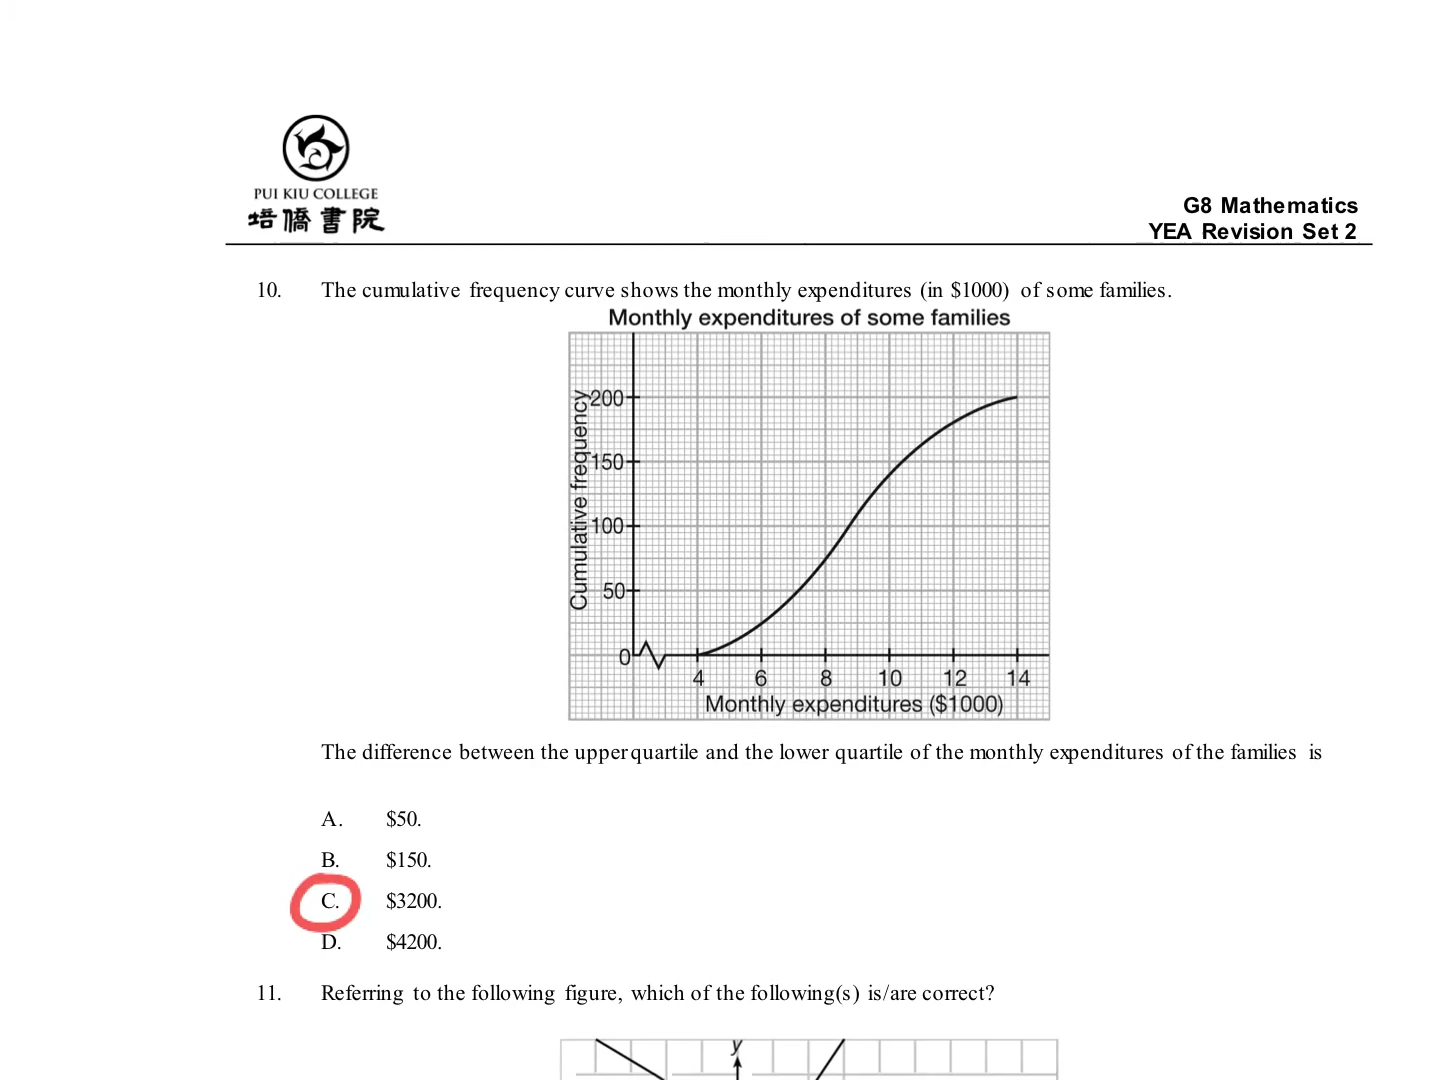 PUI KIU COLLEGE
培僑書院
G8 Mathematics
YEA Revision Set 2
10. The cumulative frequency curve shows the monthly expenditures (in $1000) of some families.
Monthly expenditures of some families
Cumulative frequency
200
150
100
50
0
4 6 8 10 12 14
Monthly expenditures ($1000)
The difference between the upper quartile and the lower quartile of the monthly expenditures of the families is
A. $50.
B. $150.
C. $3200.
D. $4200.
11. Referring to the following figure, which of the following(s) is/are correct?
y